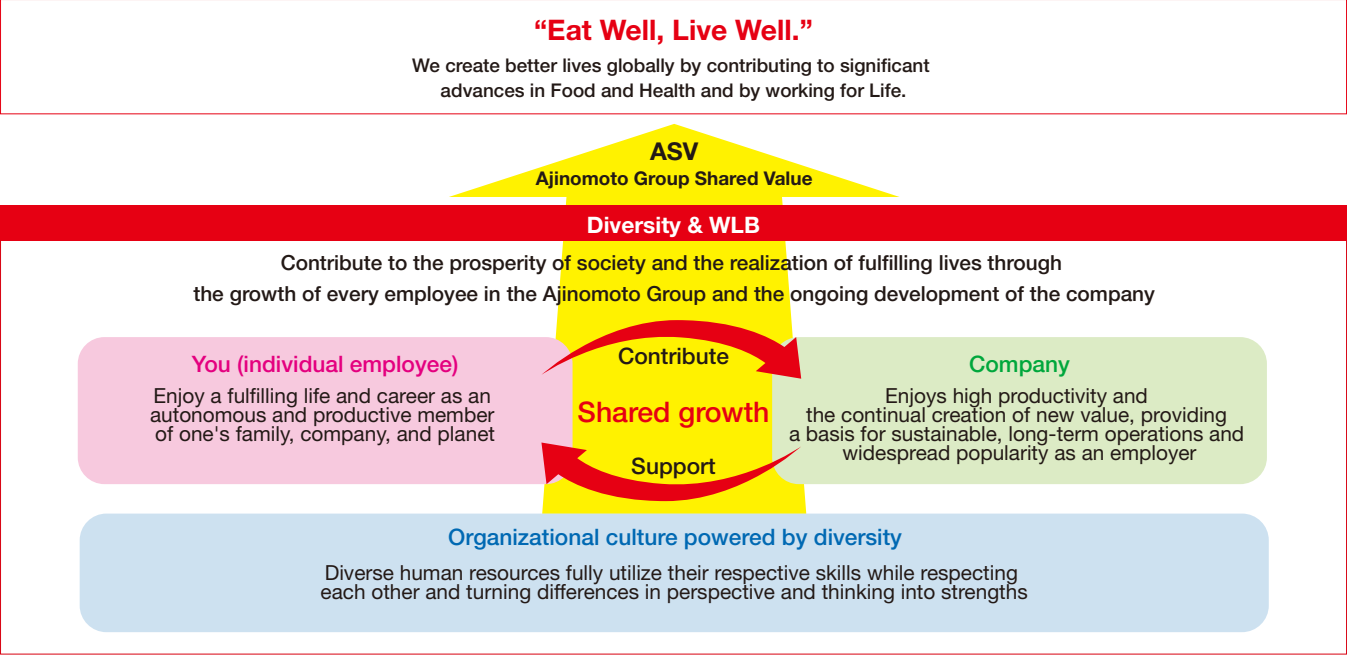 “Eat Well, Live Well.”
We create better lives globally by contributing to significant
advances in Food and Health and by working for Life.
ASV
Ajinomoto Group Shared Value
Diversity & WLB
Contribute to the prosperity of society and the realization of fulfilling lives through
the growth of every employee in the Ajinomoto Group and the ongoing development of the company
You (individual employee)
Enjoy a fulfilling life and career as an
autonomous and productive member
of one's family, company, and planet
Contribute
Shared growth
Support
Company
Enjoys high productivity and
the continual creation of new value, providing
a basis for sustainable, long-term operations and
widespread popularity as an employer
Organizational culture powered by diversity
Diverse human resources fully utilize their respective skills while respecting
each other and turning differences in perspective and thinking into strengths